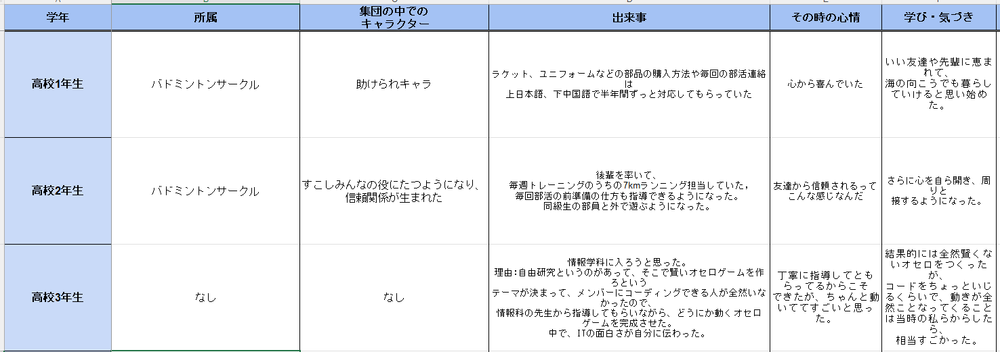 学年
所属
集団の中での
キャラクター
出来事
その時の心情
学び・気づき
高校1年生
バドミントンサークル
助けられキャラ
ラケット、ユニフォームなどの部品の購入方法や毎回の部活連絡
は
上日本語、下中国語で半年間ずっと対応してもらっていた
心から喜んでいた
いい友達や先輩に恵ま
れて、
海の向こうでも暮らし
ていけると思い始め
た。
高校2年生
バドミントンサークル
すこしみんなの役にたつようになり、
信頼関係が生まれた
後輩を率いて、
毎週トレーニングのうちの7kmランニング担当していた，
毎回部活の前準備の仕方も指導できるようになった。
同級生の部員と外で遊ぶようになった。
友達から信頼されるって
こんな感じなんだ
さらに心を自ら開き、周
りと
接するようになった。
高校3年生
なし
なし
情報学科に入ろうと思った。
理由:自由研究というのがあって、そこで賢いオセロゲームを作
ろという
テーマが決まって、メンバーにコーディングできる人が全然いな
かったので、
情報科の先生から指導してもらいながら、どうにか動くオセロ
ゲームを完成させた。
中で、ITの面白さが自分に伝わった。
丁寧に指導してとも
らってるからこそ
できたが、ちゃんと動
いててすごいと思っ
た。
結果的には全然賢くな
いオセロをつくった
が、
コードをちょっといじ
るくらいで、動きが全
然ことなってくること
は当時の私らからした
ら、
相当すごかった。